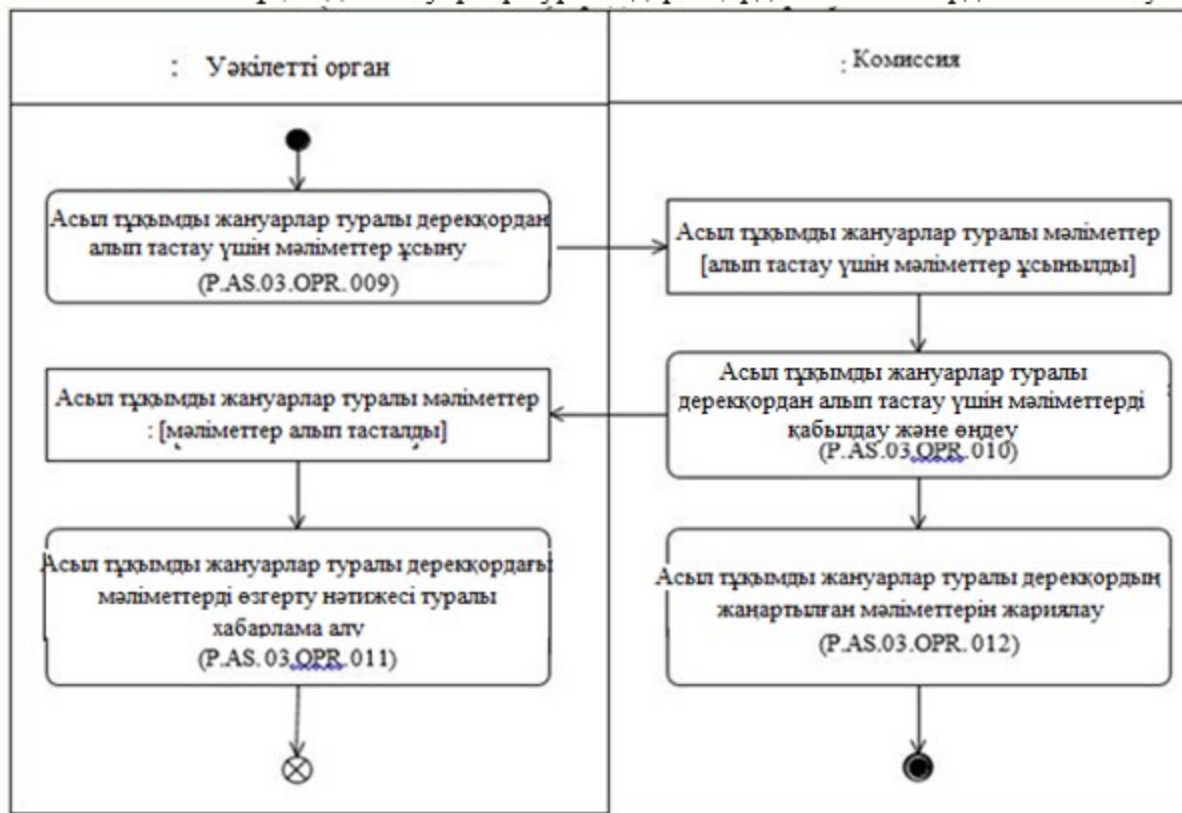 : Уәкілетті орган
: Комиссия
Асыл тұқымды жануарлар туралы дерекқордан
алып тастау үшін мәліметтер ұсыну
(P.AS.03.OPR. 009)
Асыл тұқымды жануарлар туралы мәліметтер
[алып тастау үшін мәліметтер ұсынылды]
Асыл тұқымды жануарлар туралы
дерекқордан алып тастау үшін мәліметтерді
қабылдау және өңдеу
(P.AS.03.OPR. 010)
Асыл тұқымды жануарлар туралы мәліметтер
: [мәліметтер алып тасталды]
Асыл тұқымды жануарлар туралы дерекқордағы
мәліметтерді өзгерту нәтижесі туралы
хабарлама алу
(P.AS. 03.OPR. 011)
Асыл тұқымды жануарлар туралы дерекқордың
жаңартылған мәліметтерін жариялау
(P.AS.03.OPR. 012)